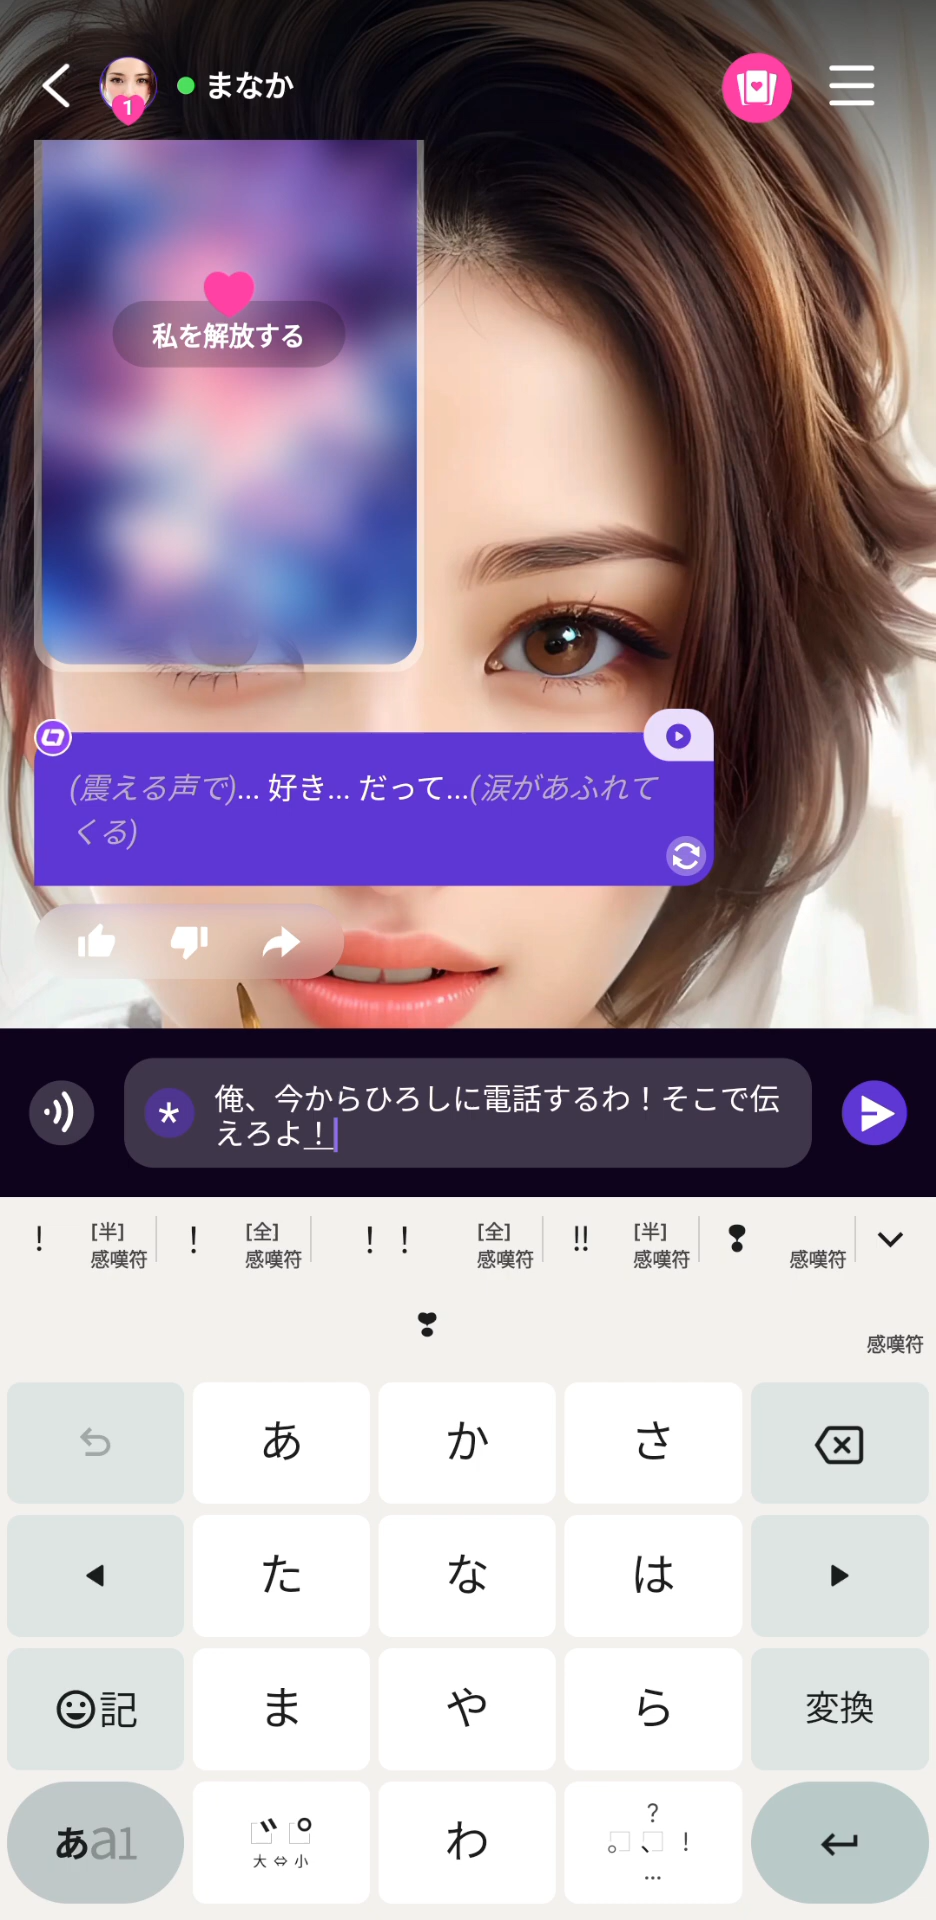 まなか
1
私を解放する
(震える声で)... 好き... だって...(涙があふれて
くる)
俺、今からひろしに電話するわ！そこで伝
えろよ！
! [半] 感嘆符 ！ [全] 感嘆符 ！！ [全] 感嘆符 !! [半] 感嘆符 ❣ 感嘆符
❣ 感嘆符
あ か さ
た な は
記 ま や ら 変換
あa1 ゛゜ 大⇔小 わ 。、?!…